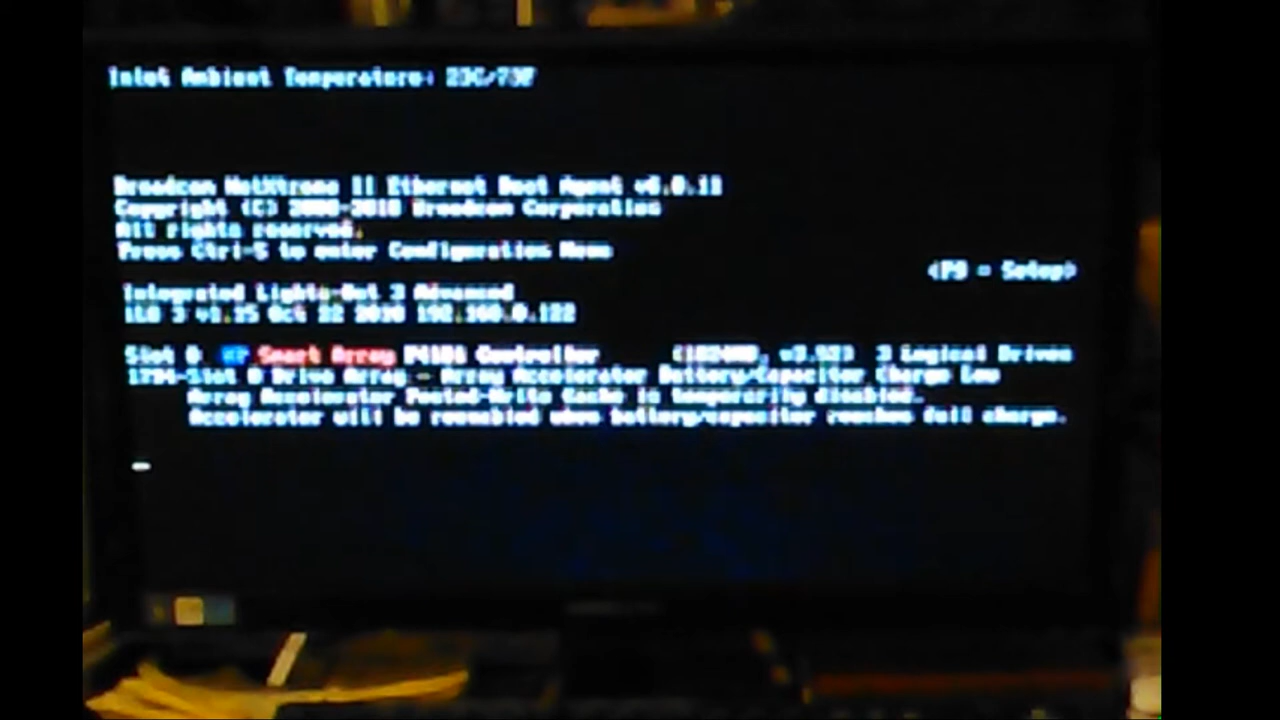 Inlet Ambient Temperature: 23C/73F
Broadcom NetXtreme II Ethernet Boot Agent v6.0.11
Copyright (C) 2000-2010 Broadcom Corporation
All rights reserved.
Press Ctrl-S to enter Configuration Menu
<F9 = Setup>
Integrated Lights-Out 3 Advanced
iLO 3 v1.15 Oct 22 2010 192.168.0.122
Slot 0 HP Smart Array P410i Controller (1024MB, v3.52) 3 Logical Drives
1794-Slot 0 Drive Array - Array Accelerator Battery/Capacitor Charge Low
Array Accelerator Posted-Write Cache is temporarily disabled.
Accelerator will be reenabled when battery/capacitor reaches full charge.